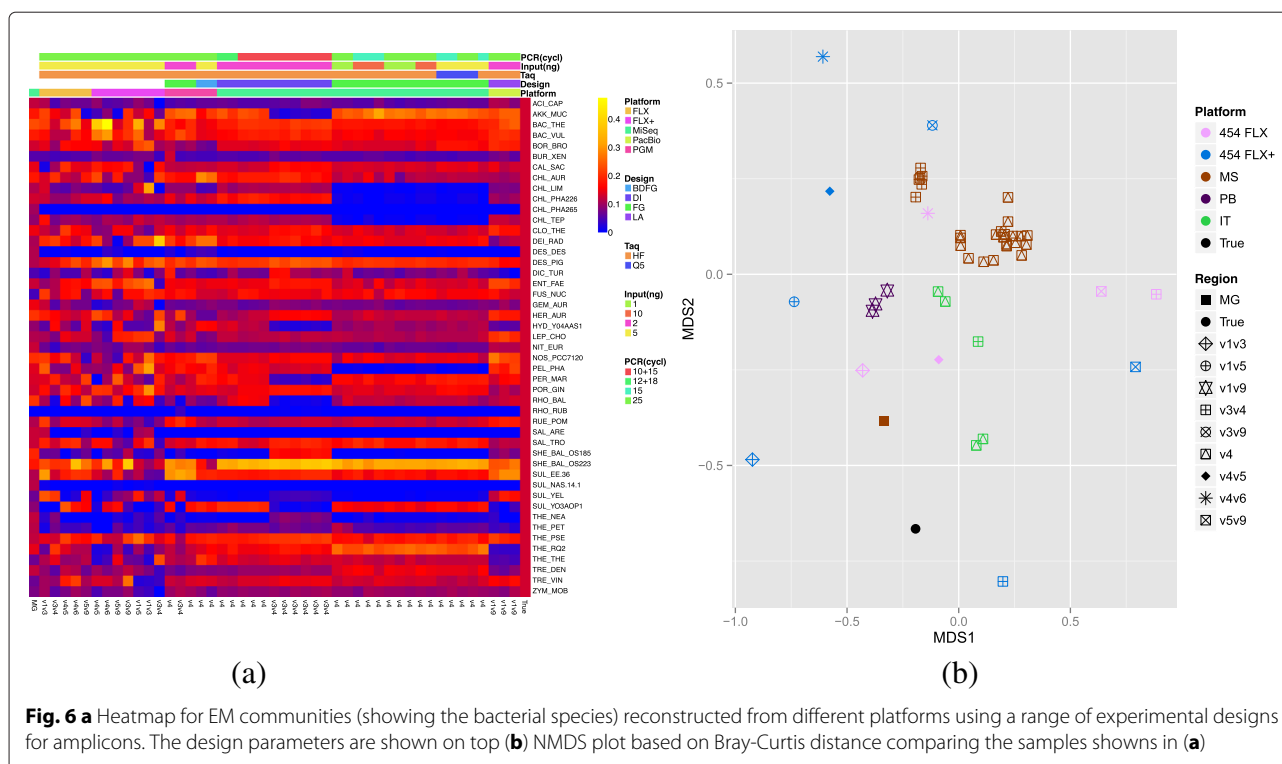 PCR(cycl)
Input(ng)
Taq
Design
Platform
ACI_CAP
AKK_MUC
BAC_THE
BAC_VUL
BOR_BRO
BUR_XEN
CAL_SAC
CHL_AUR
CHL_LIM
CHL_PHA226
CHL_PHA265
CHL_TEP
CLO_THE
DEI_RAD
DES_DES
DES_PIG
DIC_TUR
ENT_FAE
FUS_NUC
GEM_AUR
HER_AUR
HYD_Y04AAS1
LEP_CHO
NIT_EUR
NOS_PCC7120
PEL_PHA
PER_MAR
POR_GIN
RHO_BAL
RHO_RUB
RUE_POM
SAL_ARE
SAL_TRO
SHE_BAL_OS185
SHE_BAL_OS223
SUL_EE.36
SUL_NAS.14.1
SUL_YEL
SUL_YO3AOP1
THE_NEA
THE_PET
THE_PSE
THE_RQ2
THE_THE
TRE_DEN
TRE_VIN
ZYM_MOB
0.4
0.3
0.2
0.1
0
Platform
FLX
FLX+
MiSeq
PacBio
PGM
Design
BDFG
DI
FG
LA
Taq
HF
Q5
Input(ng)
1
10
2
5
PCR(cycl)
10+15
12+18
15
25
MG
True
(a)
b
0.5
0.0
−0.5
MDS2
−1.0
−0.5
0.0
0.5
MDS1
Platform
454 FLX
454 FLX+
MS
PB
IT
True
Region
MG
True
v1v3
v1v5
v1v9
v3v4
v3v9
v4
v4v5
v4v6
v5v9
(b)
Fig. 6 a Heatmap for EM communities (showing the bacterial species) reconstructed from different platforms using a range of experimental designs
for amplicons. The design parameters are shown on top (b) NMDS plot based on Bray-Curtis distance comparing the samples showns in (a)